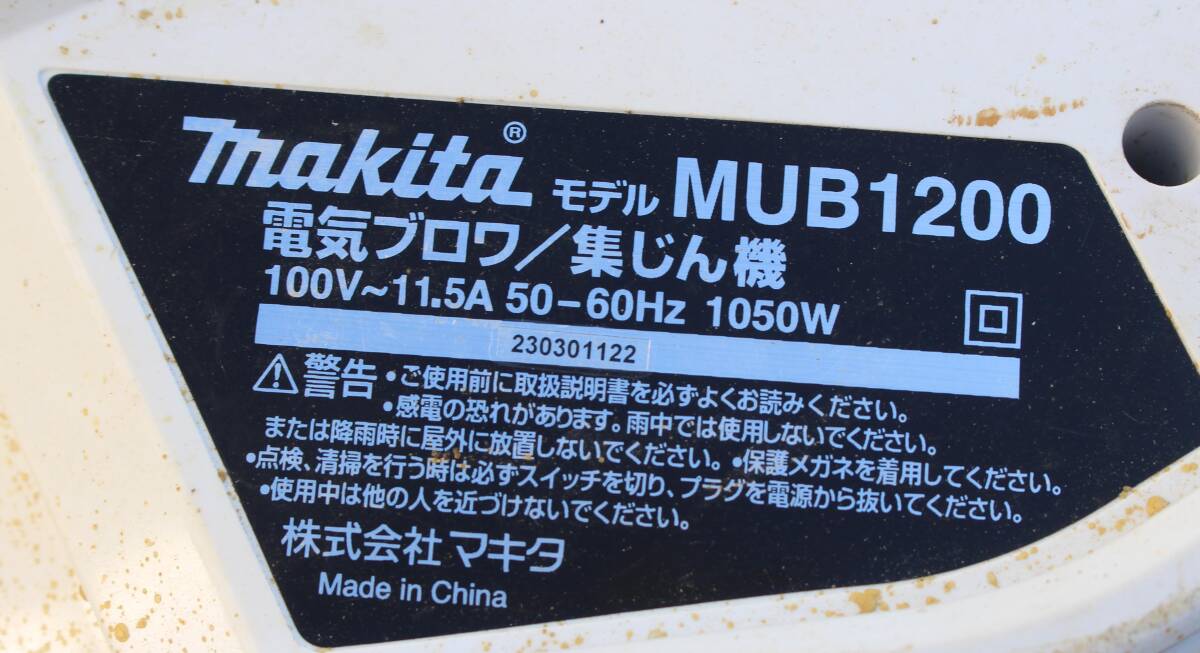 makita® モデル MUB1200
電気ブロワ/集じん機
100V~11.5A 50-60Hz 1050W
230301122
警告 •ご使用前に取扱説明書を必ずよくお読みください。
•感電の恐れがあります。雨中では使用しないでください。
または降雨時に屋外に放置しないでください。•保護メガネを着用してください。
•点検、清掃を行う時は必ずスイッチを切り、プラグを電源から抜いてください。
•使用中は他の人を近づけないでください。
株式会社マキタ
Made in China